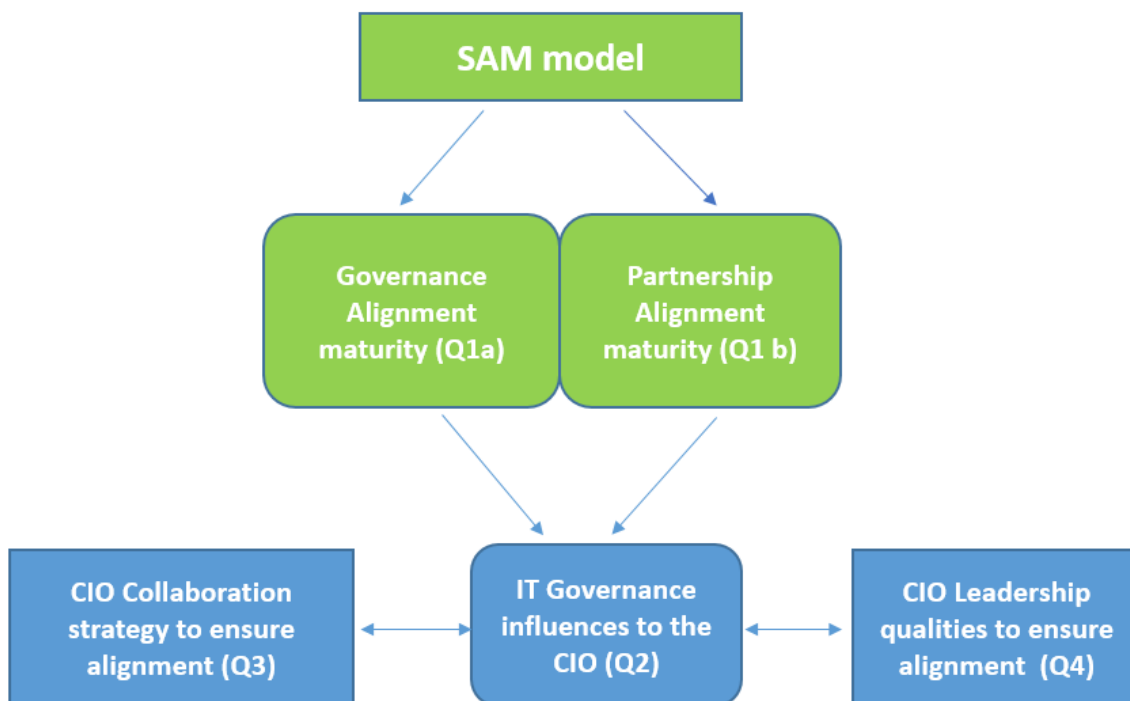 SAM model
Governance
Alignment
maturity (Q1a)
Partnership
Alignment
maturity (Q1 b)
CIO Collaboration
strategy to ensure
alignment (Q3)
IT Governance
influences to the
CIO (Q2)
CIO Leadership
qualities to ensure
alignment  (Q4)